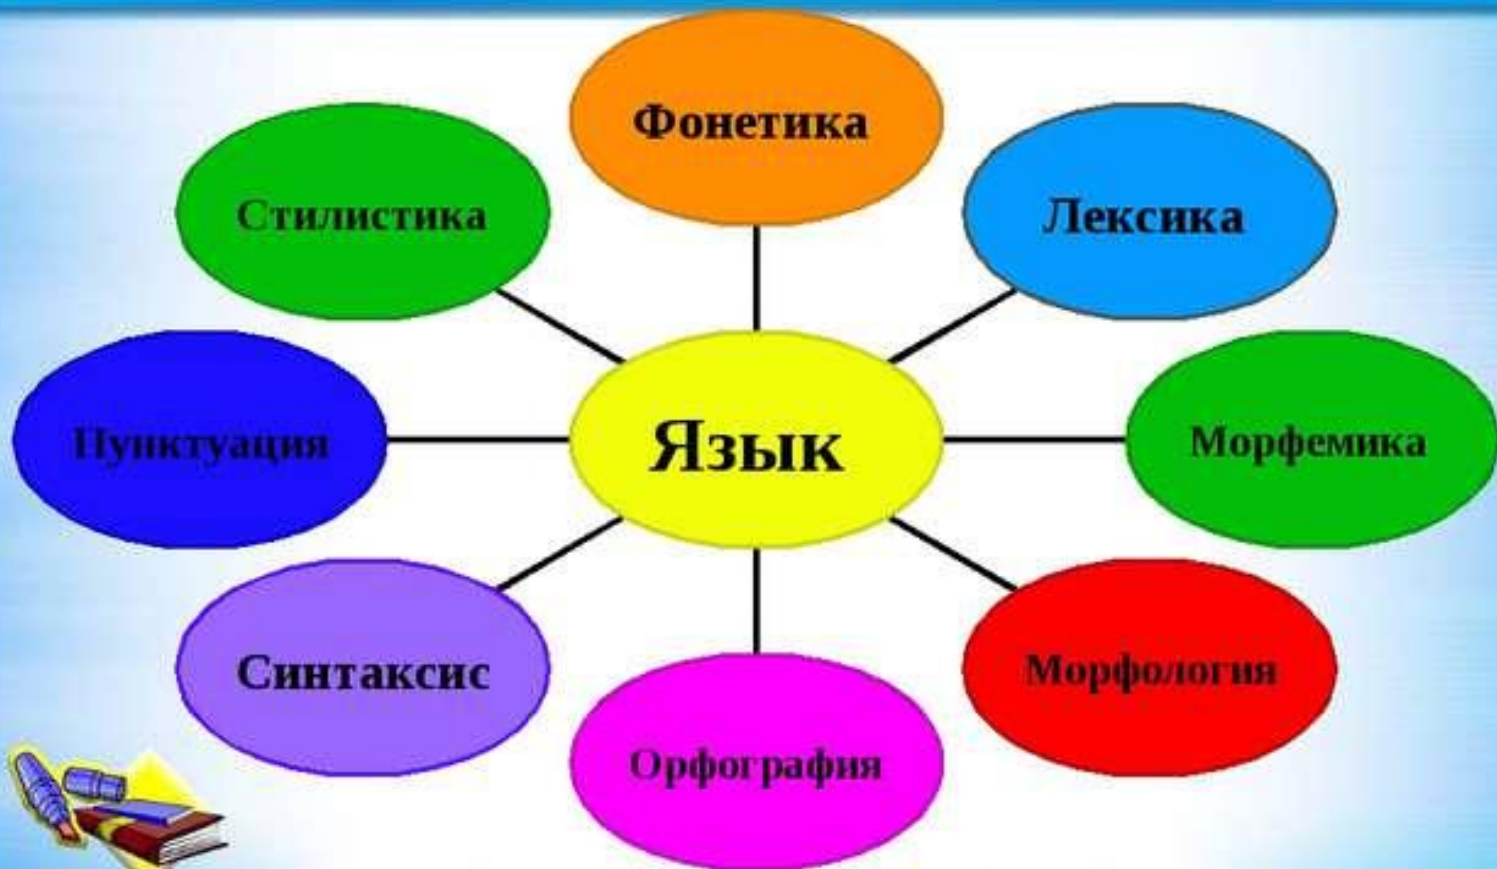 Фонетика
Стилистика
Лексика
Пунктуация
Язык
Морфемика
Синтаксис
Морфология
Орфография